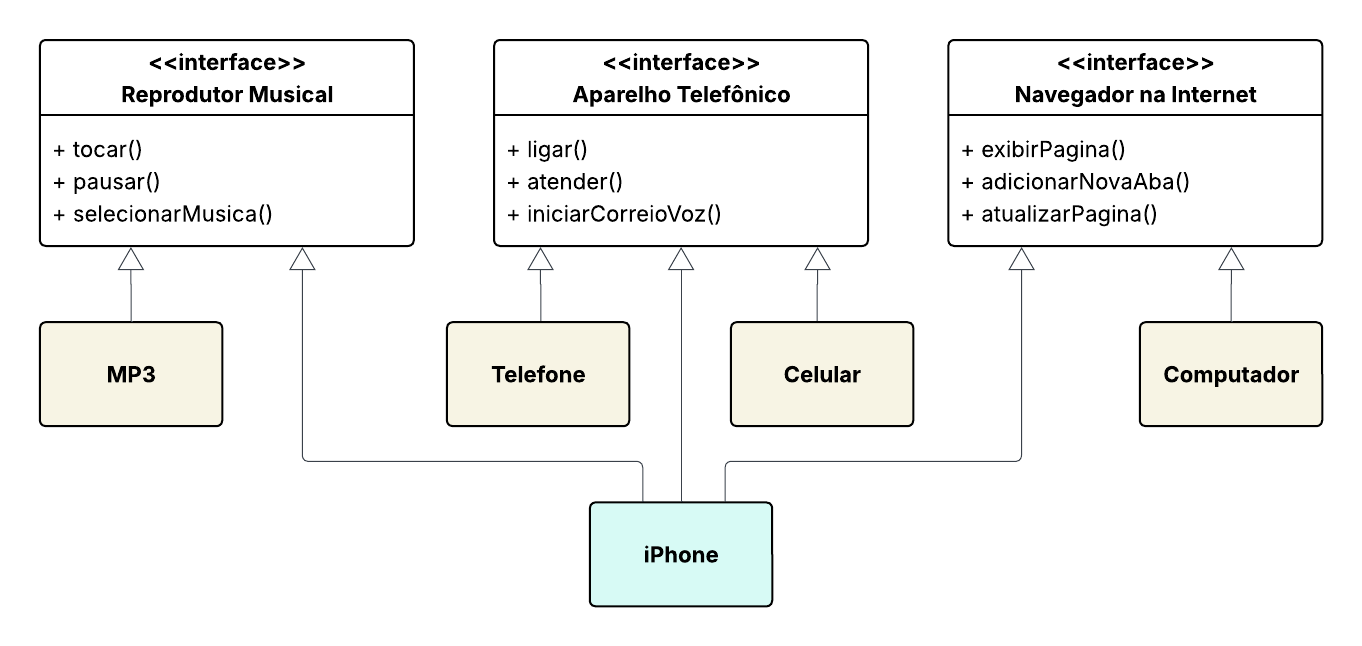 <<interface>>
Reprodutor Musical
+ tocar()
+ pausar()
+ selecionarMusica()
<<interface>>
Aparelho Telefônico
+ ligar()
+ atender()
+ iniciarCorreioVoz()
<<interface>>
Navegador na Internet
+ exibirPagina()
+ adicionarNovaAba()
+ atualizarPagina()
MP3
Telefone
Celular
Computador
iPhone